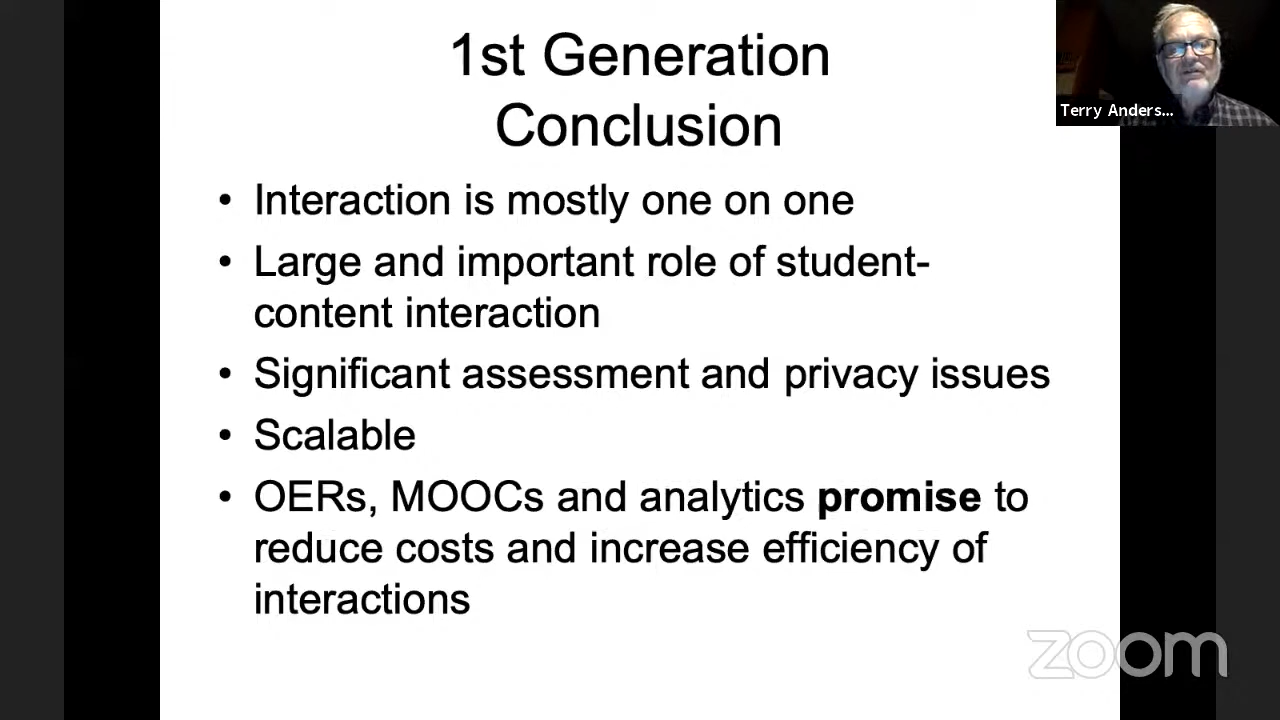 1st Generation
Conclusion
Terry Anders...
• Interaction is mostly one on one
• Large and important role of student-
content interaction
• Significant assessment and privacy issues
• Scalable
• OERs, MOOCs and analytics promise to
reduce costs and increase efficiency of
interactions
zoom